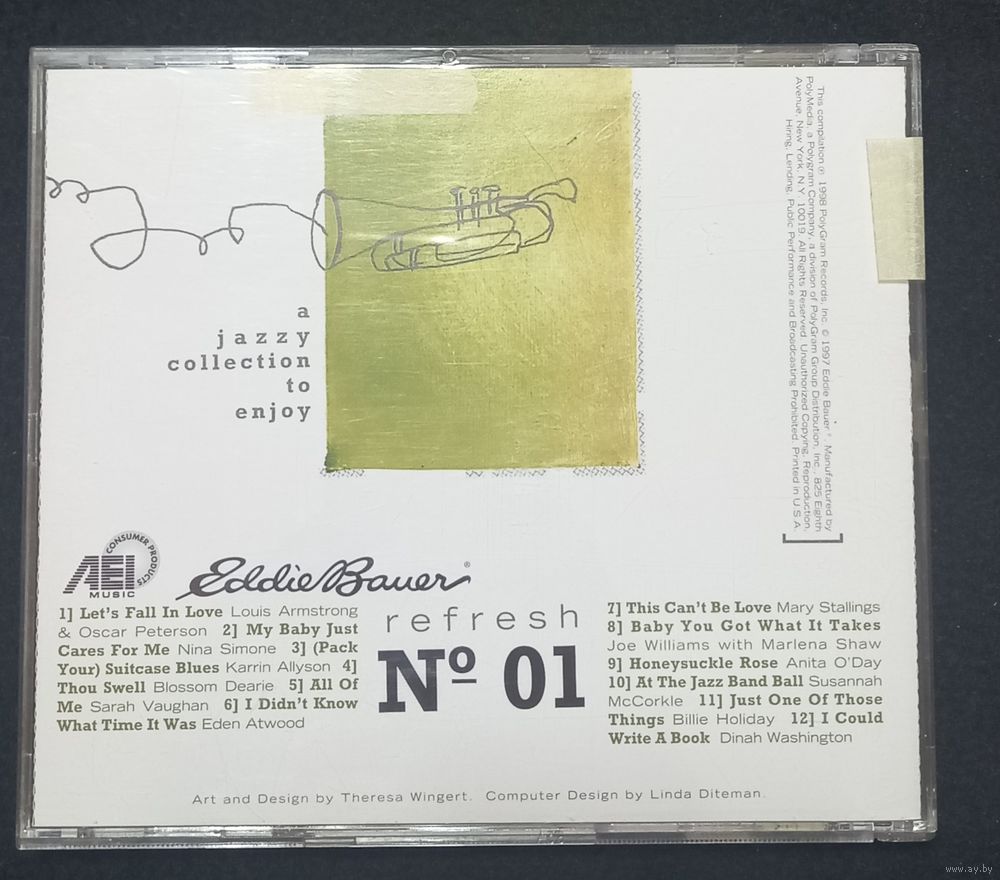 This compilation ℗ 1998 PolyGram Records, Inc. © 1997 Eddie Bauer®. Manufactured by
PolyMedia, a Polygram Company, a division of PolyGram Group Distribution, Inc., 825 Eighth
Avenue, New York, N.Y. 10019. All Rights Reserved. Unauthorized Copying, Reproduction,
Hiring, Lending, Public Performance and Broadcasting Prohibited. Printed in U.S.A.
a
jazzy
collection
to
enjoy
AEI
MUSIC
CONSUMER PRODUCTS
Eddie Bauer®
refresh
Nº 01
1] Let's Fall In Love Louis Armstrong
& Oscar Peterson 2] My Baby Just
Cares For Me Nina Simone 3] (Pack
Your) Suitcase Blues Karrin Allyson 4]
Thou Swell Blossom Dearie 5] All Of
Me Sarah Vaughan 6] I Didn't Know
What Time It Was Eden Atwood
7] This Can't Be Love Mary Stallings
8] Baby You Got What It Takes
Joe Williams with Marlena Shaw
9] Honeysuckle Rose Anita O'Day
10] At The Jazz Band Ball Susannah
McCorkle 11] Just One Of Those
Things Billie Holiday 12] I Could
Write A Book Dinah Washington
Art and Design by Theresa Wingert. Computer Design by Linda Diteman.
www.ay.by